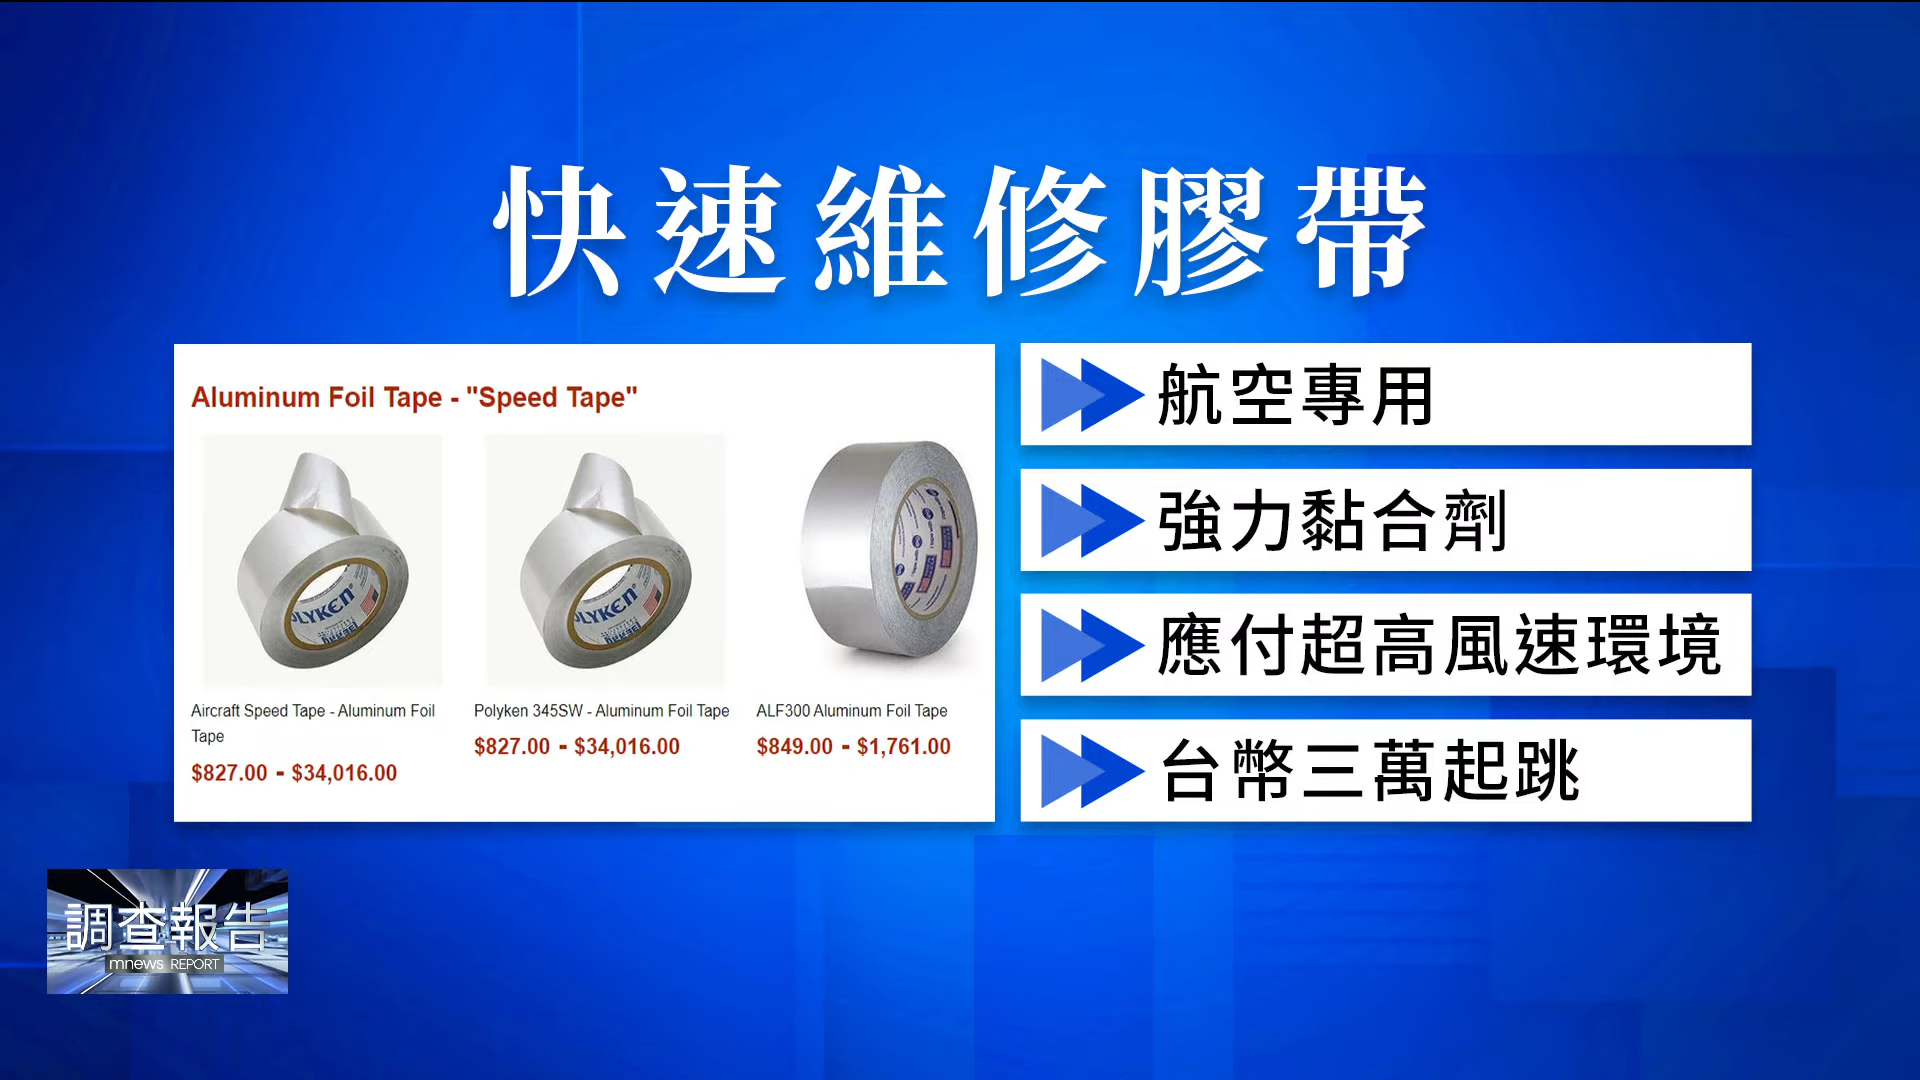 快速維修膠帶
Aluminum Foil Tape - "Speed Tape"
Aircraft Speed Tape - Aluminum Foil
Tape
$827.00 - $34,016.00
Polyken 345SW - Aluminum Foil Tape
$827.00 - $34,016.00
ALF300 Aluminum Foil Tape
$849.00 - $1,761.00
航空專用
強力黏合劑
應付超高風速環境
台幣三萬起跳
調查報告
mnews REPORT